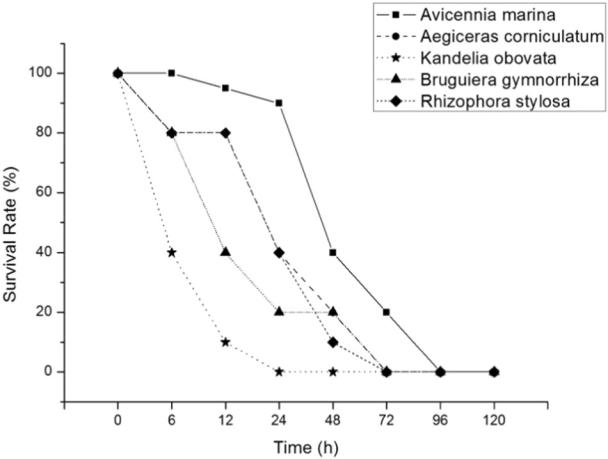 Avicennia marina
Aegiceras corniculatum
Kandelia obovata
Bruguiera gymnorrhiza
Rhizophora stylosa
100
80
60
40
20
0
Survival Rate (%)
0 6 12 24 48 72 96 120
Time (h)